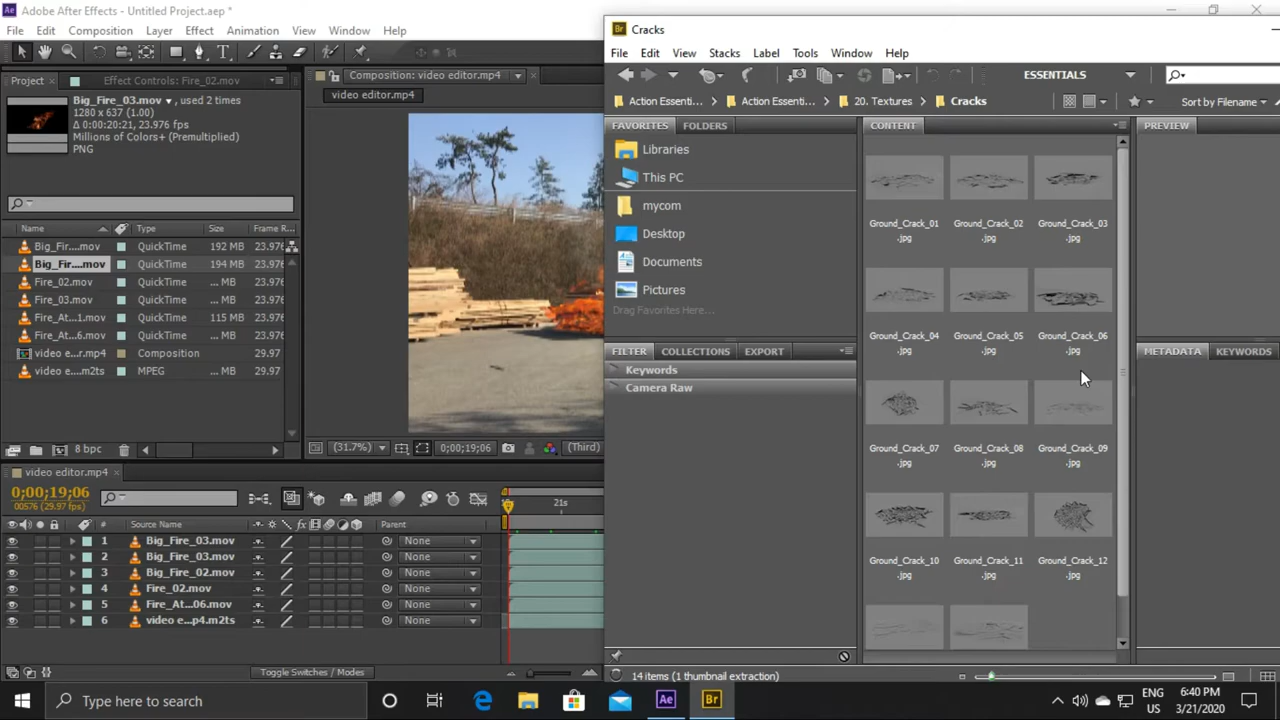 Adobe After Effects - Untitled Project.aep *
File Edit Composition Layer Effect Animation View Window Help
Project Effect Controls: Fire_02.mov
Big_Fire_03.mov ▾, used 2 times
1280 x 637 (1.00)
Δ 0:00:20:21, 23.976 fps
Millions of Colors+ (Premultiplied)
PNG
Name Type Size Frame R...
Big_Fir....mov QuickTime 192 MB 23.976
Big_Fir....mov QuickTime 194 MB 23.976
Fire_02.mov QuickTime ... MB 23.976
Fire_03.mov QuickTime ... MB 23.976
Fire_At...1.mov QuickTime 115 MB 23.976
Fire_At...6.mov QuickTime ... MB 23.976
video e...r.mp4 Composition 29.97
video e....m2ts MPEG 29.97
8 bpc
Composition: video editor.mp4
video editor.mp4
(31.7%) 0;00;19;06 (Third)
video editor.mp4
0;00;19;06
00576 (29.97 fps)
21s
# Source Name Parent
1 Big_Fire_03.mov None
2 Big_Fire_03.mov None
3 Big_Fire_02.mov None
4 Fire_02.mov None
5 Fire_At...06.mov None
6 video e...p4.m2ts None
Toggle Switches / Modes
Br Cracks
File Edit View Stacks Label Tools Window Help
ESSENTIALS
Action Essenti... Action Essenti... 20. Textures Cracks
Sort by Filename
FAVORITES FOLDERS
Libraries
This PC
mycom
Desktop
Documents
Pictures
Drag Favorites Here...
FILTER COLLECTIONS EXPORT
Keywords
Camera Raw
CONTENT
Ground_Crack_01.jpg
Ground_Crack_02.jpg
Ground_Crack_03.jpg
Ground_Crack_04.jpg
Ground_Crack_05.jpg
Ground_Crack_06.jpg
Ground_Crack_07.jpg
Ground_Crack_08.jpg
Ground_Crack_09.jpg
Ground_Crack_10.jpg
Ground_Crack_11.jpg
Ground_Crack_12.jpg
14 items (1 thumbnail extraction)
PREVIEW
METADATA KEYWORDS
Type here to search
Ae Br
ENG
US
6:40 PM
3/21/2020